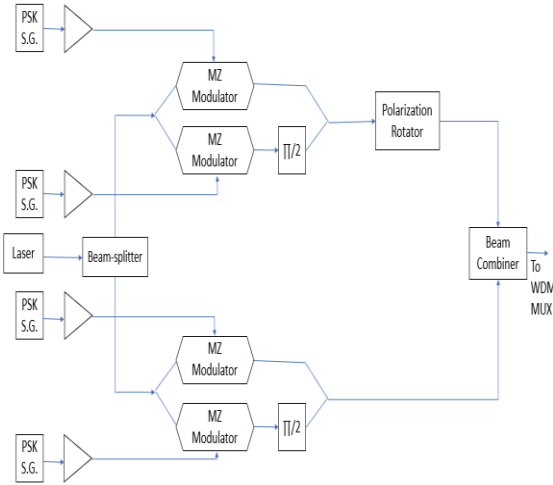 PSK
S.G.
MZ
Modulator
Polarization
Rotator
MZ
Modulator
∏/2
PSK
S.G.
Laser
Beam-splitter
Beam
Combiner
To
WDM
MUX
PSK
S.G.
MZ
Modulator
MZ
Modulator
∏/2
PSK
S.G.